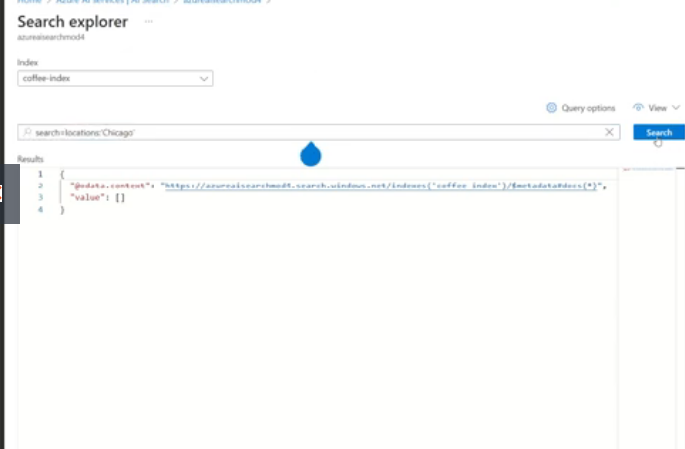 Home > Azure AI services | AI Search > azureaisearchmod4 >
Search explorer ...
azureaisearchmod4
Index
coffee-index
Query options View
search=locations:'Chicago'
Search
Results
1 {
2 "@odata.context": "https://azureaisearchmod4.search.windows.net/indexes('coffee-index')/$metadata#docs(*)",
3 "value": []
4 }